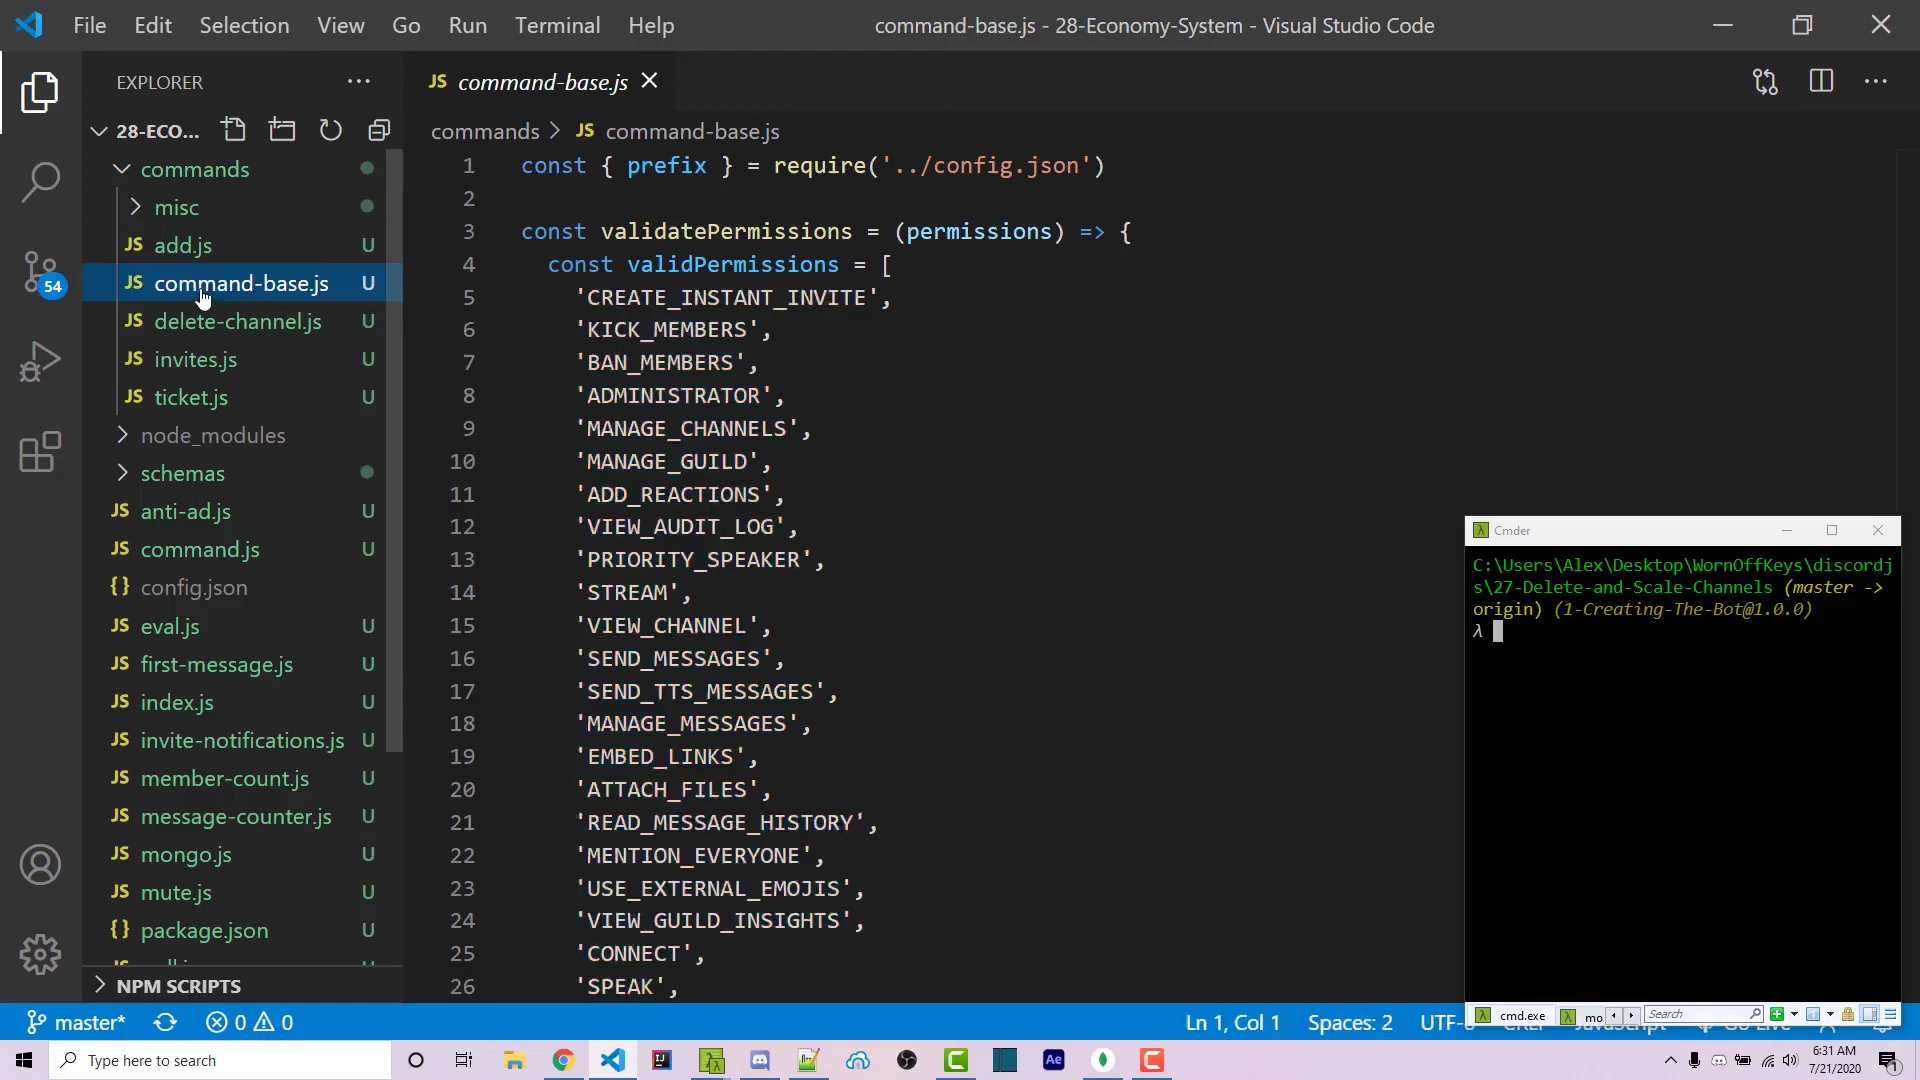 File Edit Selection View Go Run Terminal Help
command-base.js - 28-Economy-System - Visual Studio Code
EXPLORER
28-ECO...
commands
misc
JS add.js U
JS command-base.js U
JS delete-channel.js U
JS invites.js U
JS ticket.js U
node_modules
schemas
JS anti-ad.js U
JS command.js U
{} config.json
JS eval.js U
JS first-message.js U
JS index.js U
JS invite-notifications.js U
JS member-count.js U
JS message-counter.js U
JS mongo.js U
JS mute.js U
{} package.json U
NPM SCRIPTS
54
JS command-base.js
commands > JS command-base.js
1 const { prefix } = require('../config.json')
2
3 const validatePermissions = (permissions) => {
4 const validPermissions = [
5 'CREATE_INSTANT_INVITE',
6 'KICK_MEMBERS',
7 'BAN_MEMBERS',
8 'ADMINISTRATOR',
9 'MANAGE_CHANNELS',
10 'MANAGE_GUILD',
11 'ADD_REACTIONS',
12 'VIEW_AUDIT_LOG',
13 'PRIORITY_SPEAKER',
14 'STREAM',
15 'VIEW_CHANNEL',
16 'SEND_MESSAGES',
17 'SEND_TTS_MESSAGES',
18 'MANAGE_MESSAGES',
19 'EMBED_LINKS',
20 'ATTACH_FILES',
21 'READ_MESSAGE_HISTORY',
22 'MENTION_EVERYONE',
23 'USE_EXTERNAL_EMOJIS',
24 'VIEW_GUILD_INSIGHTS',
25 'CONNECT',
26 'SPEAK',
λ Cmder
C:\Users\Alex\Desktop\WornOffKeys\discordj
s\27-Delete-and-Scale-Channels (master ->
origin) (1-Creating-The-Bot@1.0.0)
λ
λ cmd.exe λ mo Search
master* 0 0 Ln 1, Col 1 Spaces: 2 UTF-
Type here to search
IJ Ae
6:31 AM
7/21/2020
1